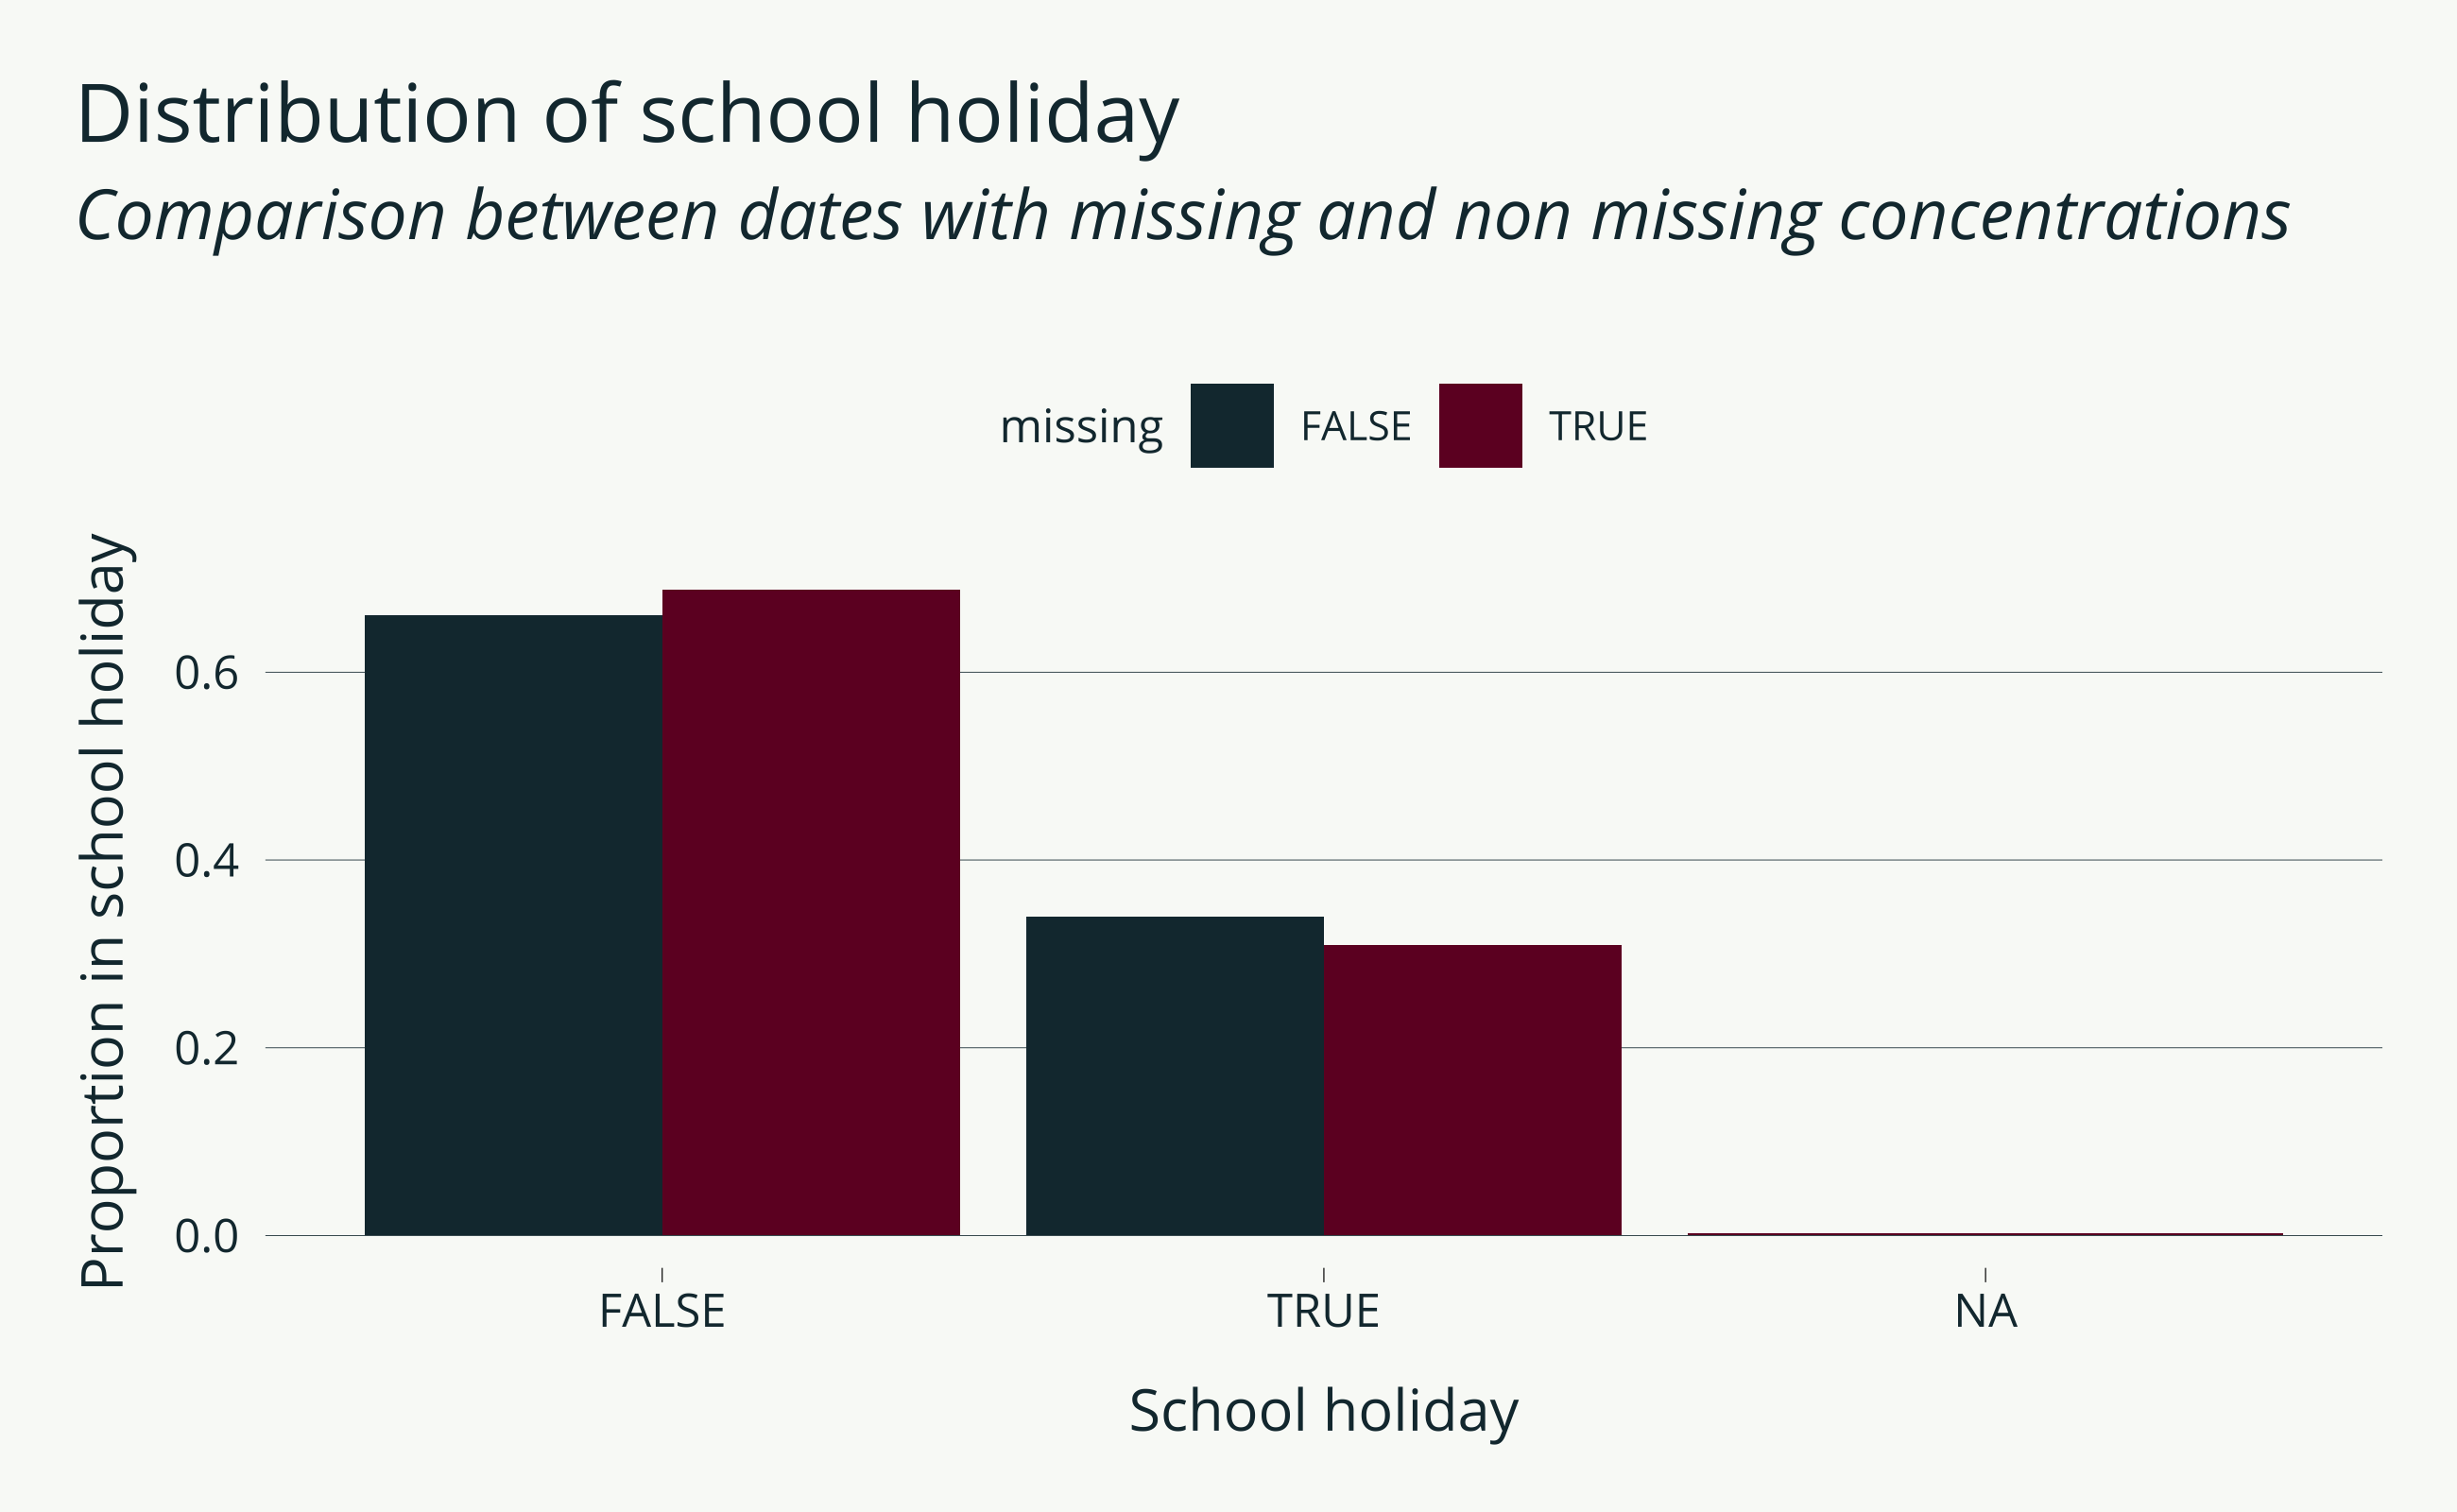 Distribution of school holiday
Comparison between dates with missing and non missing concentrations
missing FALSE TRUE
Proportion in school holiday
0.6
0.4
0.2
0.0
FALSE TRUE NA
School holiday